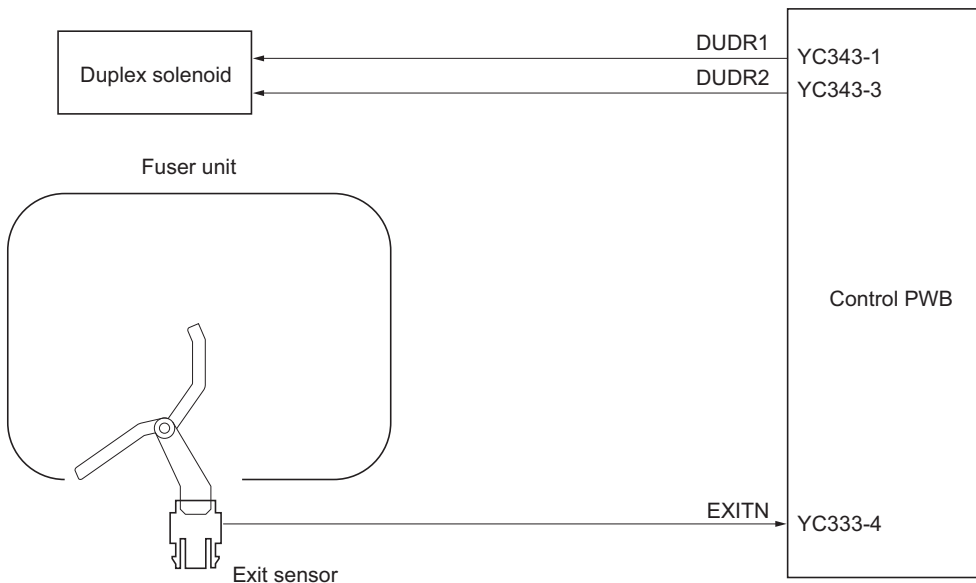 DUDR1
YC343-1
Duplex solenoid
DUDR2
YC343-3
Fuser unit
Control PWB
EXITN
YC333-4
Exit sensor